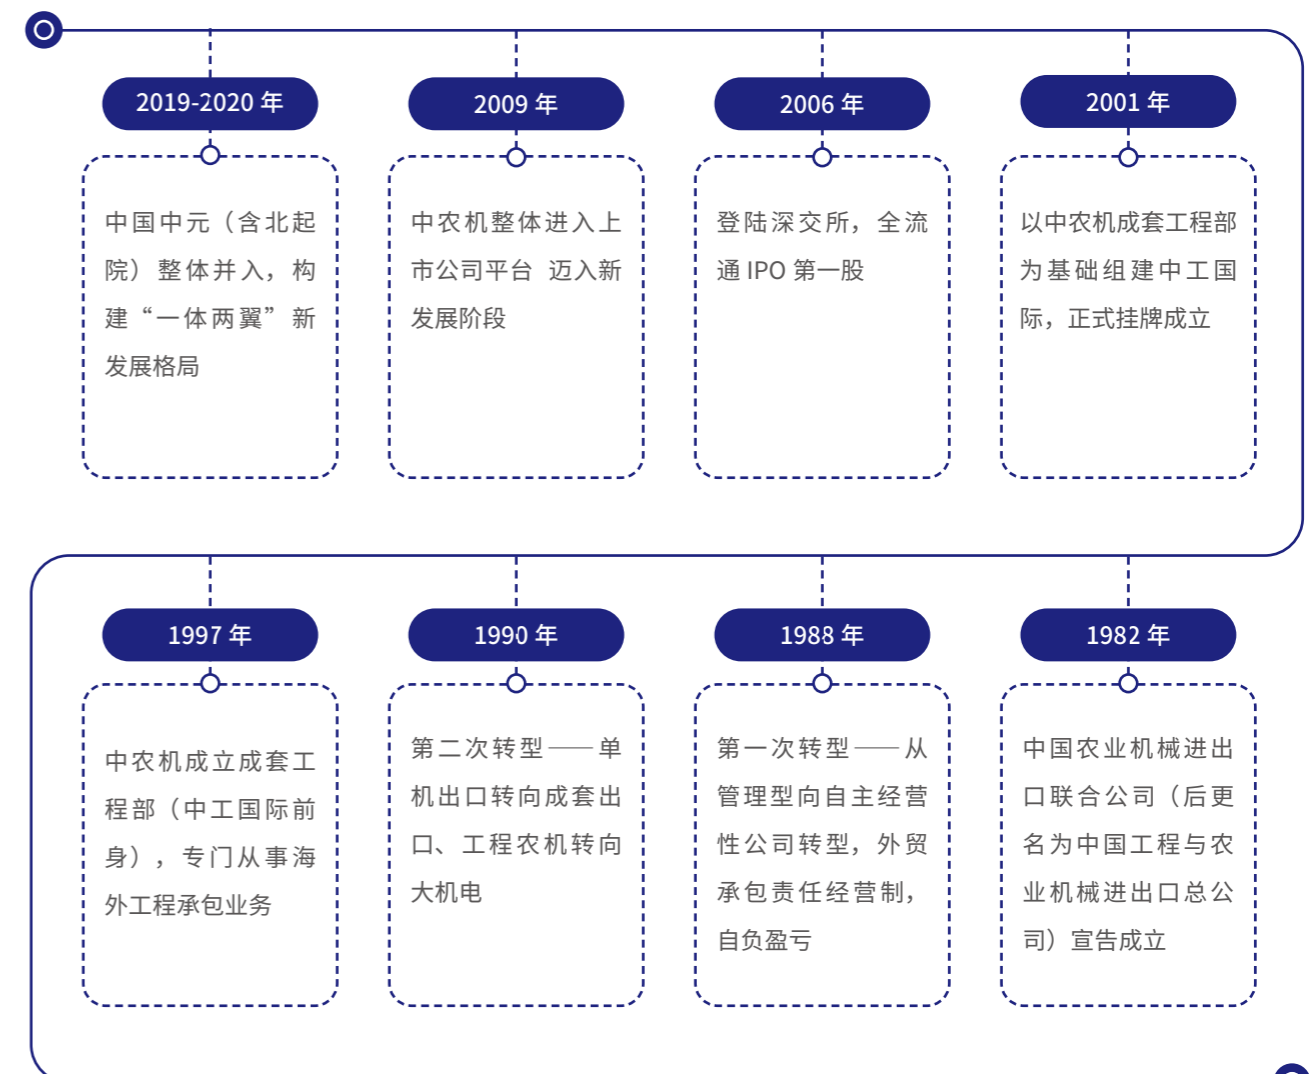 2019-2020 年
中国中元（含北起
院）整体并入，构
建“一体两翼”新
发展格局
2009 年
中农机整体进入上
市公司平台 迈入新
发展阶段
2006 年
登陆深交所，全流
通 IPO 第一股
2001 年
以中农机成套工程部
为基础组建中工国
际，正式挂牌成立
1997 年
中农机成立成套工
程部（中工国际前
身），专门从事海
外工程承包业务
1990 年
第二次转型——单
机出口转向成套出
口、工程农机转向
大机电
1988 年
第一次转型——从
管理型向自主经营
性公司转型，外贸
承包责任经营制，
自负盈亏
1982 年
中国农业机械进出
口联合公司（后更
名为中国工程与农
业机械进出口总公
司）宣告成立